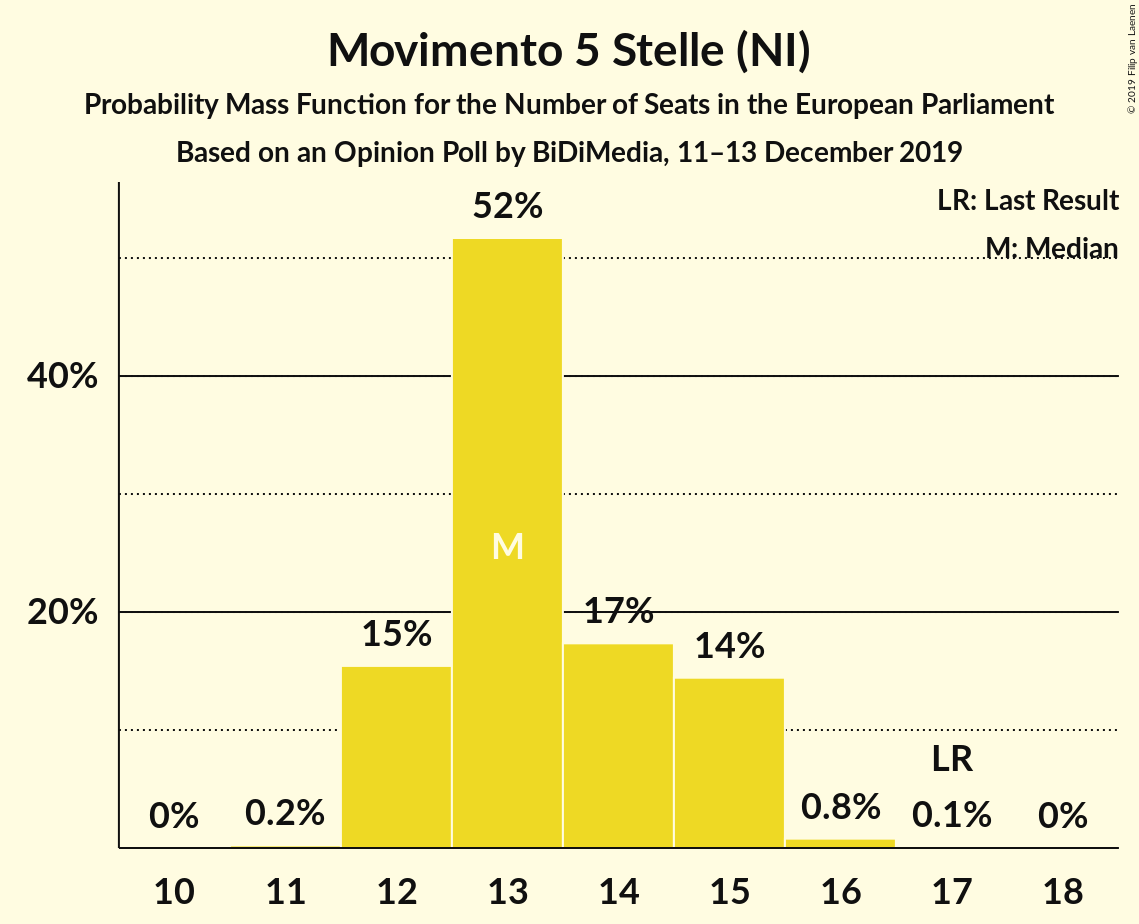 Movimento 5 Stelle (NI)
Probability Mass Function for the Number of Seats in the European Parliament
Based on an Opinion Poll by BiDiMedia, 11–13 December 2019
© 2019 Filip van Laenen
LR: Last Result
M: Median
52%
40%
M
20%
17%
15%
14%
LR
0%
0.2%
0.8%
0.1%
0%
10 11 12 13 14 15 16 17 18